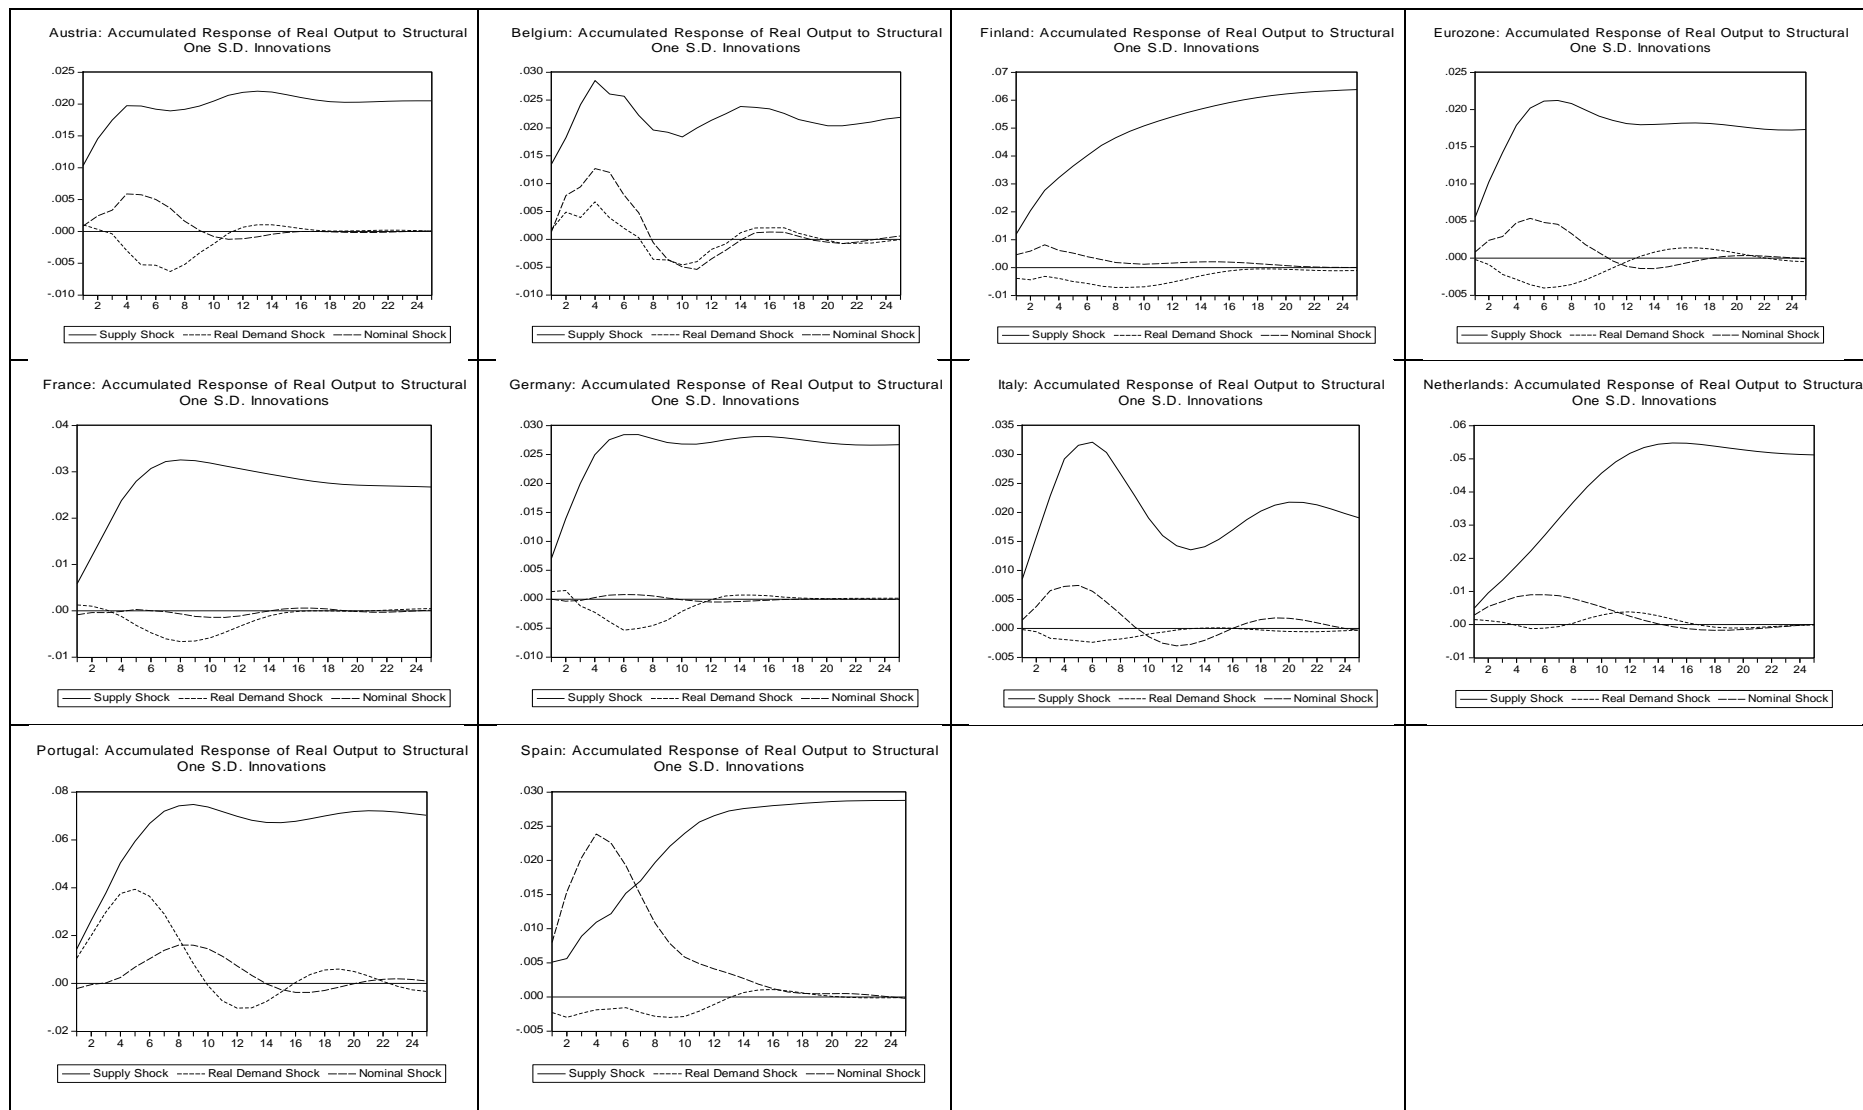 Austria: Accumulated Response of Real Output to Structural
One S.D. Innovations
.025
.020
.015
.010
.005
.000
-.005
-.010
2 4 6 8 10 12 14 16 18 20 22 24
Supply Shock Real Demand Shock Nominal Shock
Belgium: Accumulated Response of Real Output to Structural
One S.D. Innovations
.030
.025
.020
.015
.010
.005
.000
-.005
-.010
2 4 6 8 10 12 14 16 18 20 22 24
Supply Shock Real Demand Shock Nominal Shock
Finland: Accumulated Response of Real Output to Structural
One S.D. Innovations
.07
.06
.05
.04
.03
.02
.01
.00
-.01
2 4 6 8 10 12 14 16 18 20 22 24
Supply Shock Real Demand Shock Nominal Shock
Eurozone: Accumulated Response of Real Output to Structural
One S.D. Innovations
.025
.020
.015
.010
.005
.000
-.005
2 4 6 8 10 12 14 16 18 20 22 24
Supply Shock Real Demand Shock Nominal Shock
France: Accumulated Response of Real Output to Structural
One S.D. Innovations
.04
.03
.02
.01
.00
-.01
2 4 6 8 10 12 14 16 18 20 22 24
Supply Shock Real Demand Shock Nominal Shock
Germany: Accumulated Response of Real Output to Structural
One S.D. Innovations
.030
.025
.020
.015
.010
.005
.000
-.005
-.010
2 4 6 8 10 12 14 16 18 20 22 24
Supply Shock Real Demand Shock Nominal Shock
Italy: Accumulated Response of Real Output to Structural
One S.D. Innovations
.035
.030
.025
.020
.015
.010
.005
.000
-.005
2 4 6 8 10 12 14 16 18 20 22 24
Supply Shock Real Demand Shock Nominal Shock
Netherlands: Accumulated Response of Real Output to Structura
One S.D. Innovations
.06
.05
.04
.03
.02
.01
.00
-.01
2 4 6 8 10 12 14 16 18 20 22 24
Supply Shock Real Demand Shock Nominal Shock
Portugal: Accumulated Response of Real Output to Structural
One S.D. Innovations
.08
.06
.04
.02
.00
-.02
2 4 6 8 10 12 14 16 18 20 22 24
Supply Shock Real Demand Shock Nominal Shock
Spain: Accumulated Response of Real Output to Structural
One S.D. Innovations
.030
.025
.020
.015
.010
.005
.000
-.005
2 4 6 8 10 12 14 16 18 20 22 24
Supply Shock Real Demand Shock Nominal Shock